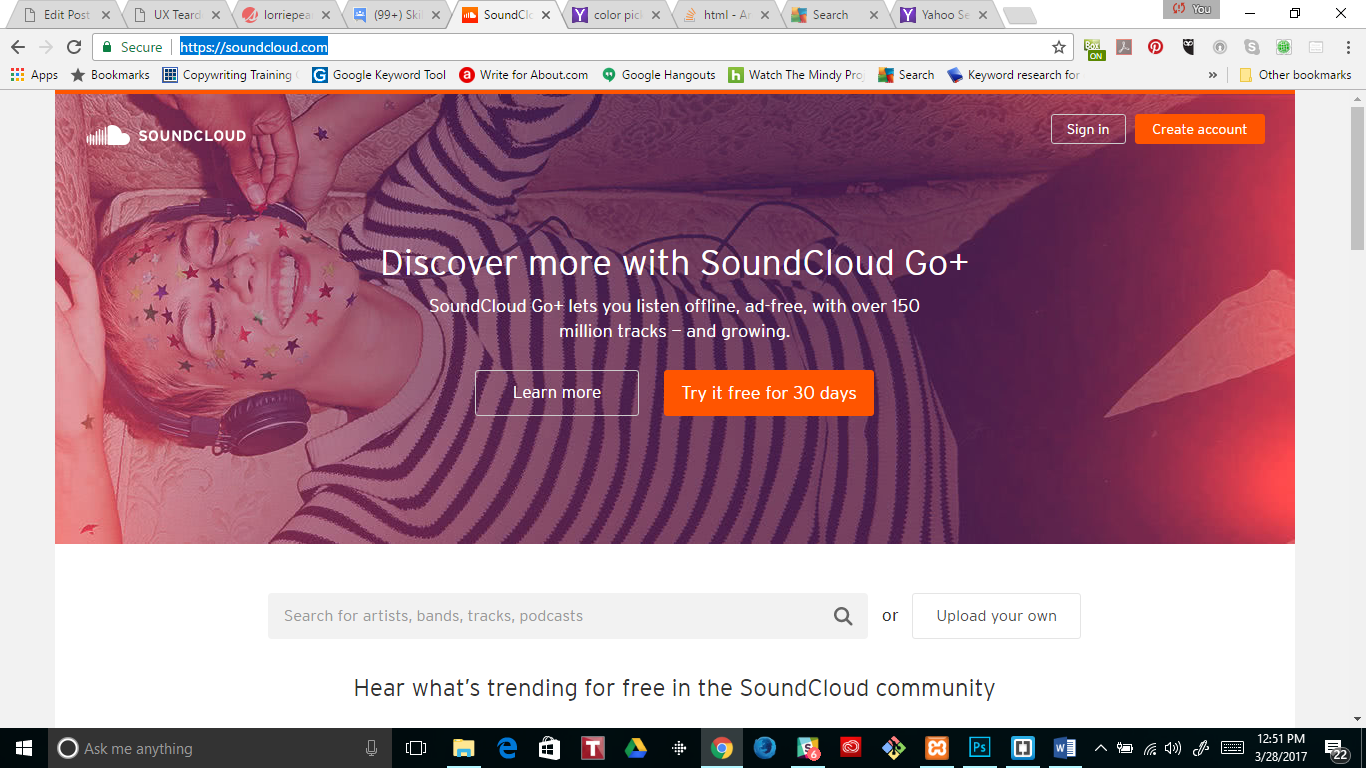 Edit Post
UX Teard
lorriepea
(99+) Ski
SoundClo
color pic
html - Ar
Search
Yahoo Se
You
Secure
https://soundcloud.com
ON
Apps
Bookmarks
Copywriting Training
Google Keyword Tool
Write for About.com
Google Hangouts
Watch The Mindy Pro
Search
Keyword research for
»
Other bookmarks
SOUNDCLOUD
Sign in
Create account
Discover more with SoundCloud Go+
SoundCloud Go+ lets you listen offline, ad-free, with over 150
million tracks – and growing.
Learn more
Try it free for 30 days
Search for artists, bands, tracks, podcasts
or
Upload your own
Hear what's trending for free in the SoundCloud community
Ask me anything
6
Ps
12:51 PM
3/28/2017
22